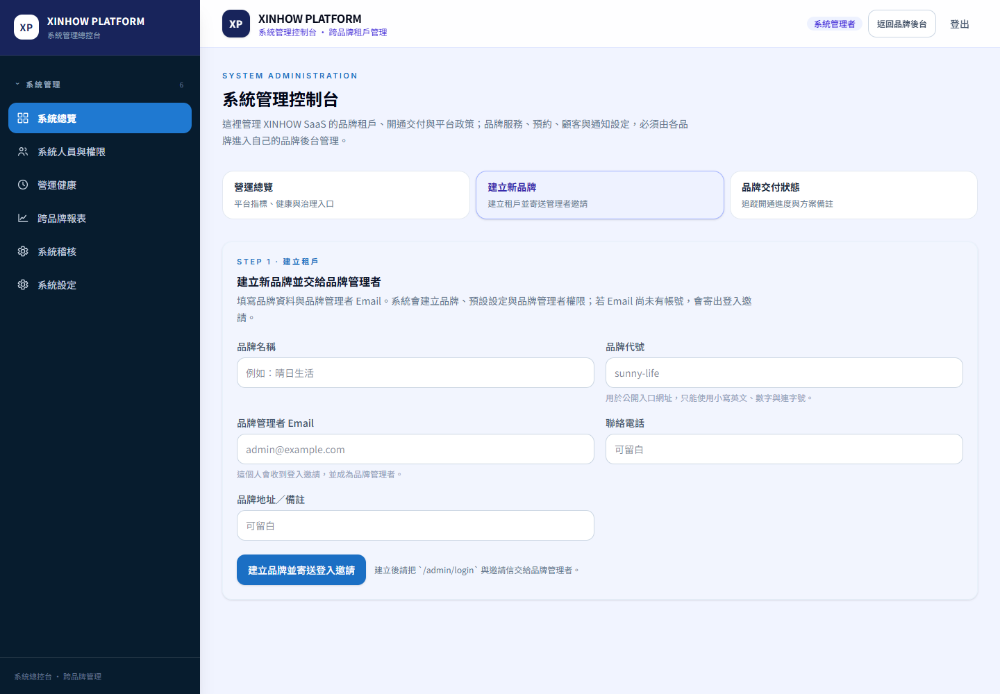 XP
XINHOW PLATFORM
系統管理總控台
系統管理
6
系統總覽
系統人員與權限
營運健康
跨品牌報表
系統稽核
系統設定
系統總控台 · 跨品牌管理
XP
XINHOW PLATFORM
系統管理控制台 · 跨品牌租戶管理
系統管理者
返回品牌後台
登出
SYSTEM ADMINISTRATION
系統管理控制台
這裡管理 XINHOW SaaS 的品牌租戶、開通交付與平台政策；品牌服務、預約、顧客與通知設定，必須由各品
牌進入自己的品牌後台管理。
營運總覽
平台指標、健康與治理入口
建立新品牌
建立租戶並寄送管理者邀請
品牌交付狀態
追蹤開通進度與方案備註
STEP 1 · 建立租戶
建立新品牌並交給品牌管理者
填寫品牌資料與品牌管理者 Email。系統會建立品牌、預設設定與品牌管理者權限；若 Email 尚未有帳號，會寄出登入邀
請。
品牌名稱
例如：晴日生活
品牌代號
sunny-life
用於公開入口網址，只能使用小寫英文、數字與連字號。
品牌管理者 Email
admin@example.com
這個人會收到登入邀請，並成為品牌管理者。
聯絡電話
可留白
品牌地址／備註
可留白
建立品牌並寄送登入邀請
建立後請把 `/admin/login` 與邀請信交給品牌管理者。